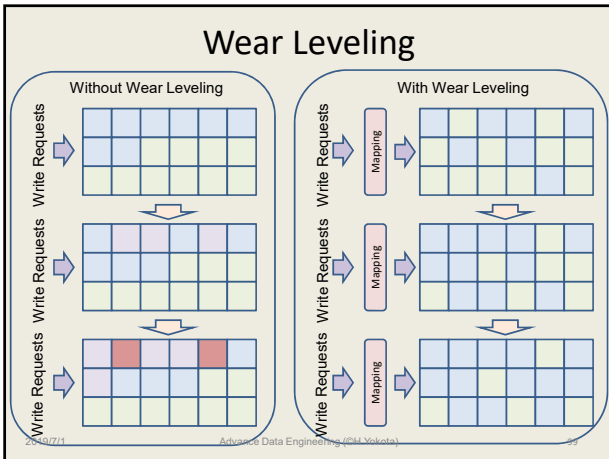 Wear Leveling
Without Wear Leveling
Write Requests
Write Requests
Write Requests
With Wear Leveling
Write Requests
Mapping
Write Requests
Mapping
Write Requests
Mapping
2019/7/1
Advance Data Engineering (©H.Yokota)